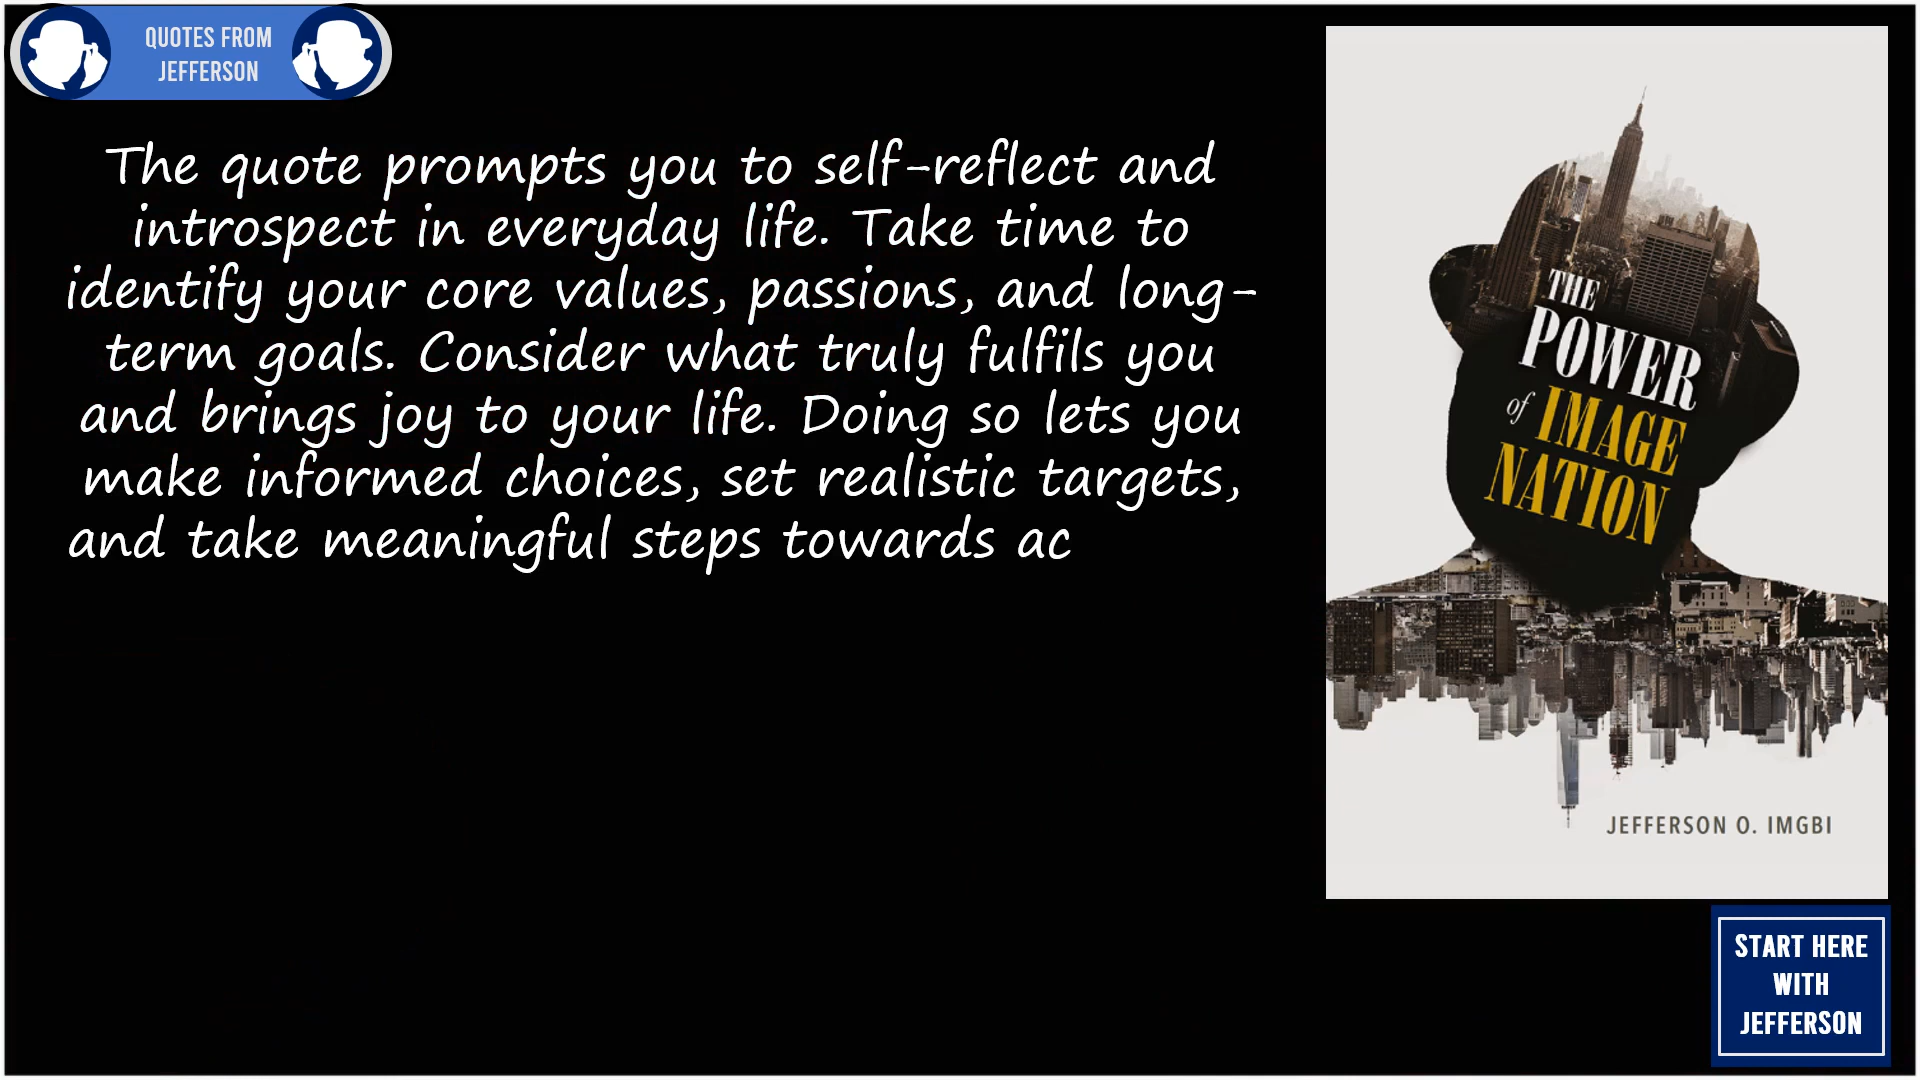 QUOTES FROM
JEFFERSON
The quote prompts you to self-reflect and
introspect in everyday life. Take time to
identify your core values, passions, and long-
term goals. Consider what truly fulfils you
and brings joy to your life. Doing so lets you
make informed choices, set realistic targets,
and take meaningful steps towards ac
THE
POWER
of IMAGE
NATION
JEFFERSON O. IMGBI
START HERE
WITH
JEFFERSON